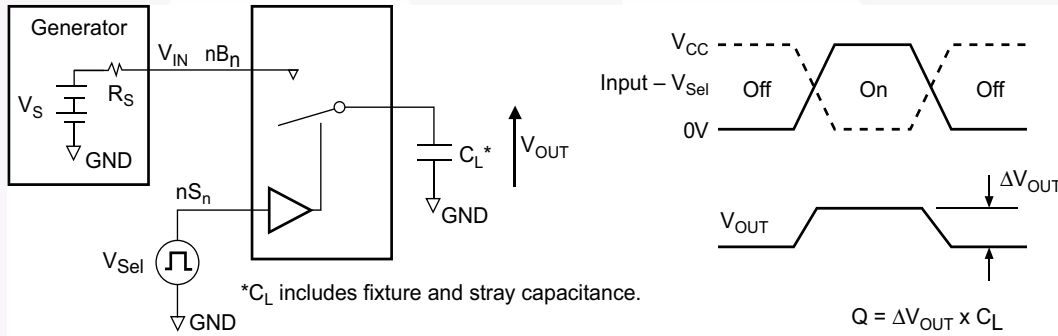 Generator
V_IN
nB_n
R_S
V_S
GND
C_L*
V_OUT
GND
nS_n
V_Sel
GND
*C_L includes fixture and stray capacitance.
V_CC
Input – V_Sel
Off
On
Off
0V
V_OUT
ΔV_OUT
Q = ΔV_OUT x C_L